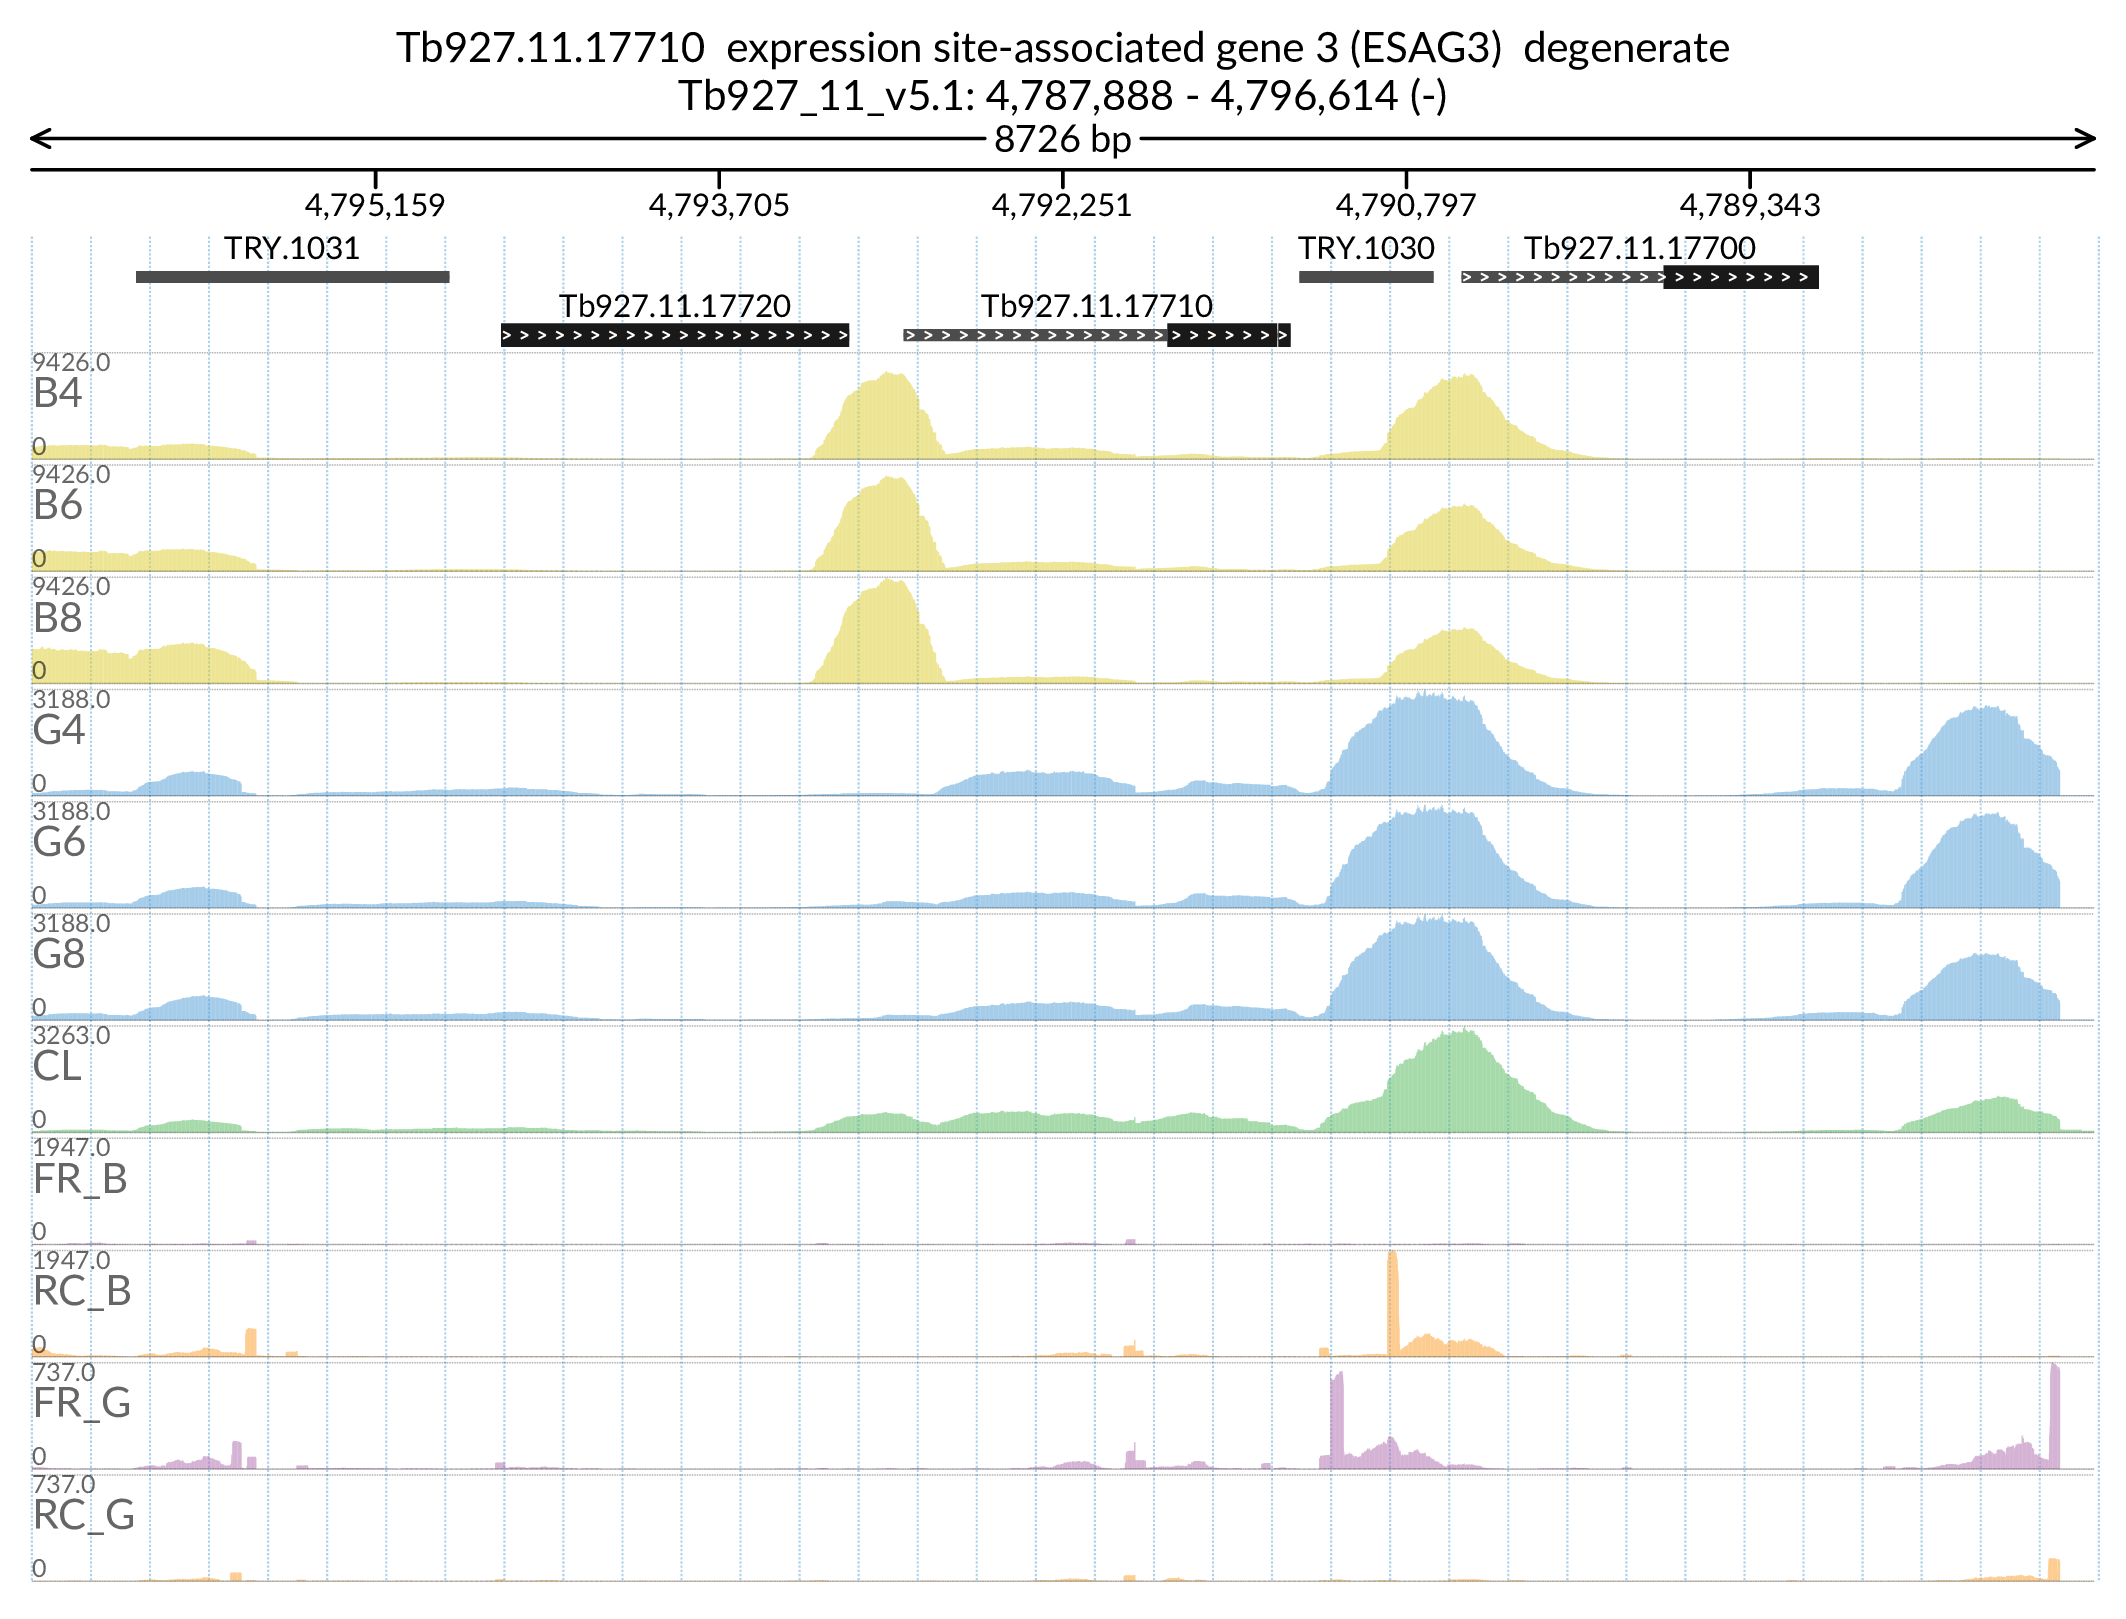 Tb927.11.17710 expression site-associated gene 3 (ESAG3) degenerate
Tb927_11_v5.1: 4,787,888 - 4,796,614 (-)
8726 bp
4,795,159 4,793,705 4,792,251 4,790,797 4,789,343
TRY.1031 TRY.1030 Tb927.11.17700
Tb927.11.17720 Tb927.11.17710
9426.0
B4
0
9426.0
B6
0
9426.0
B8
0
3188.0
G4
0
3188.0
G6
0
3188.0
G8
0
3263.0
CL
0
1947.0
FR_B
0
1947.0
RC_B
0
737.0
FR_G
0
737.0
RC_G
0